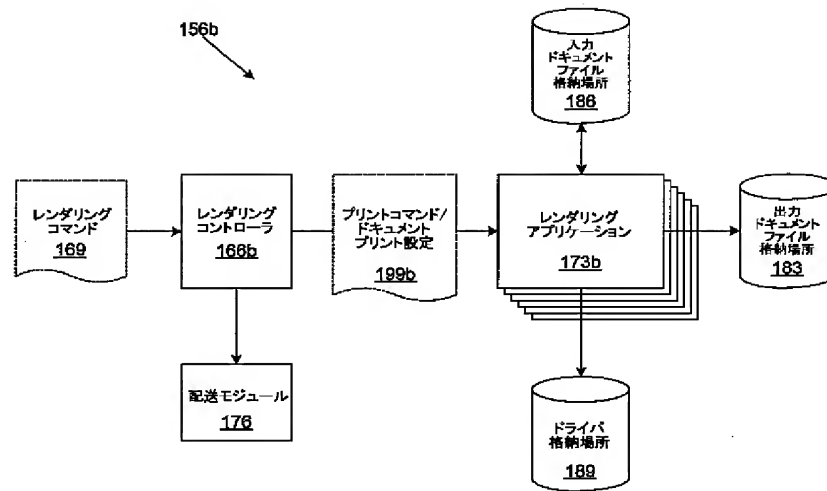 156b
入力
ドキュメント
ファイル
格納場所
186
レンダリング
コマンド
169
レンダリング
コントローラ
166b
プリントコマンド/
ドキュメント
プリント設定
199b
レンダリング
アプリケーション
173b
出力
ドキュメント
ファイル
格納場所
183
配送モジュール
176
ドライバ
格納場所
189